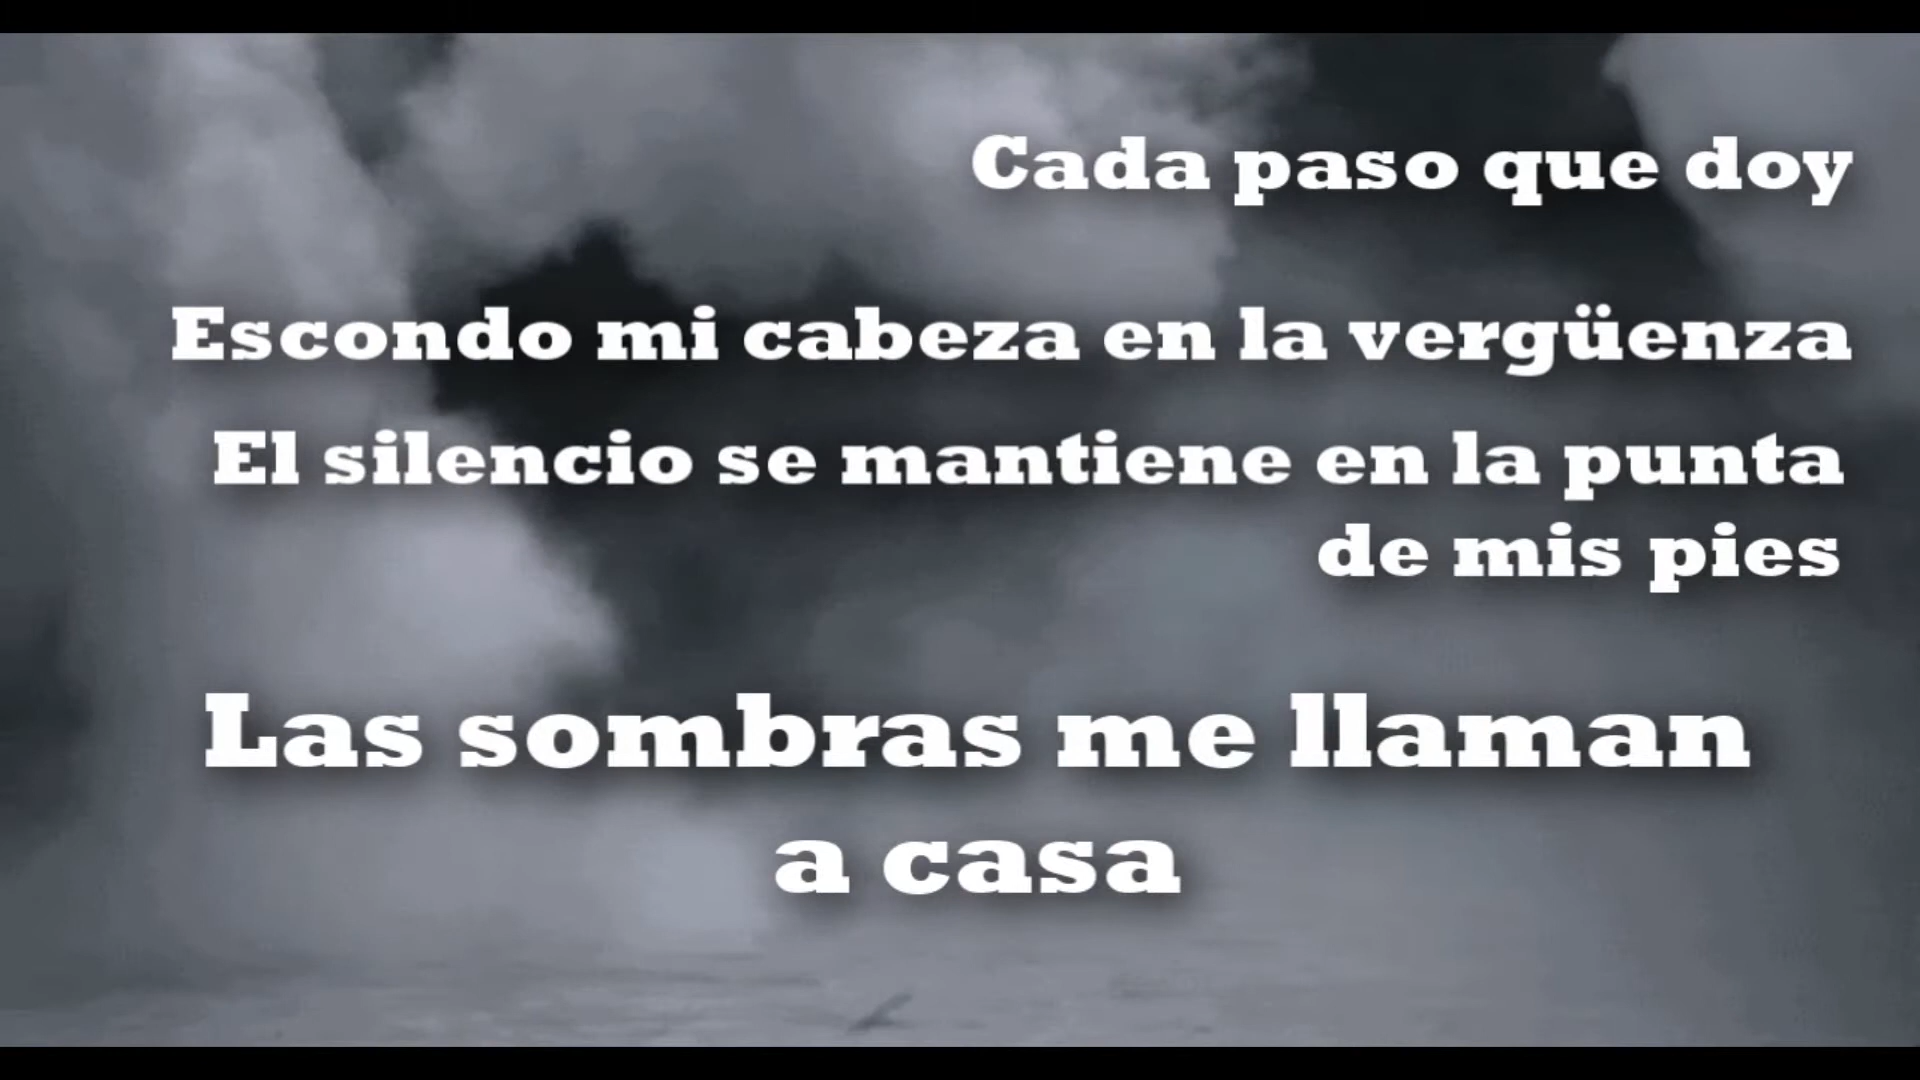 Cada paso que doy
Escondo mi cabeza en la vergüenza
El silencio se mantiene en la punta
de mis pies
Las sombras me llaman
a casa